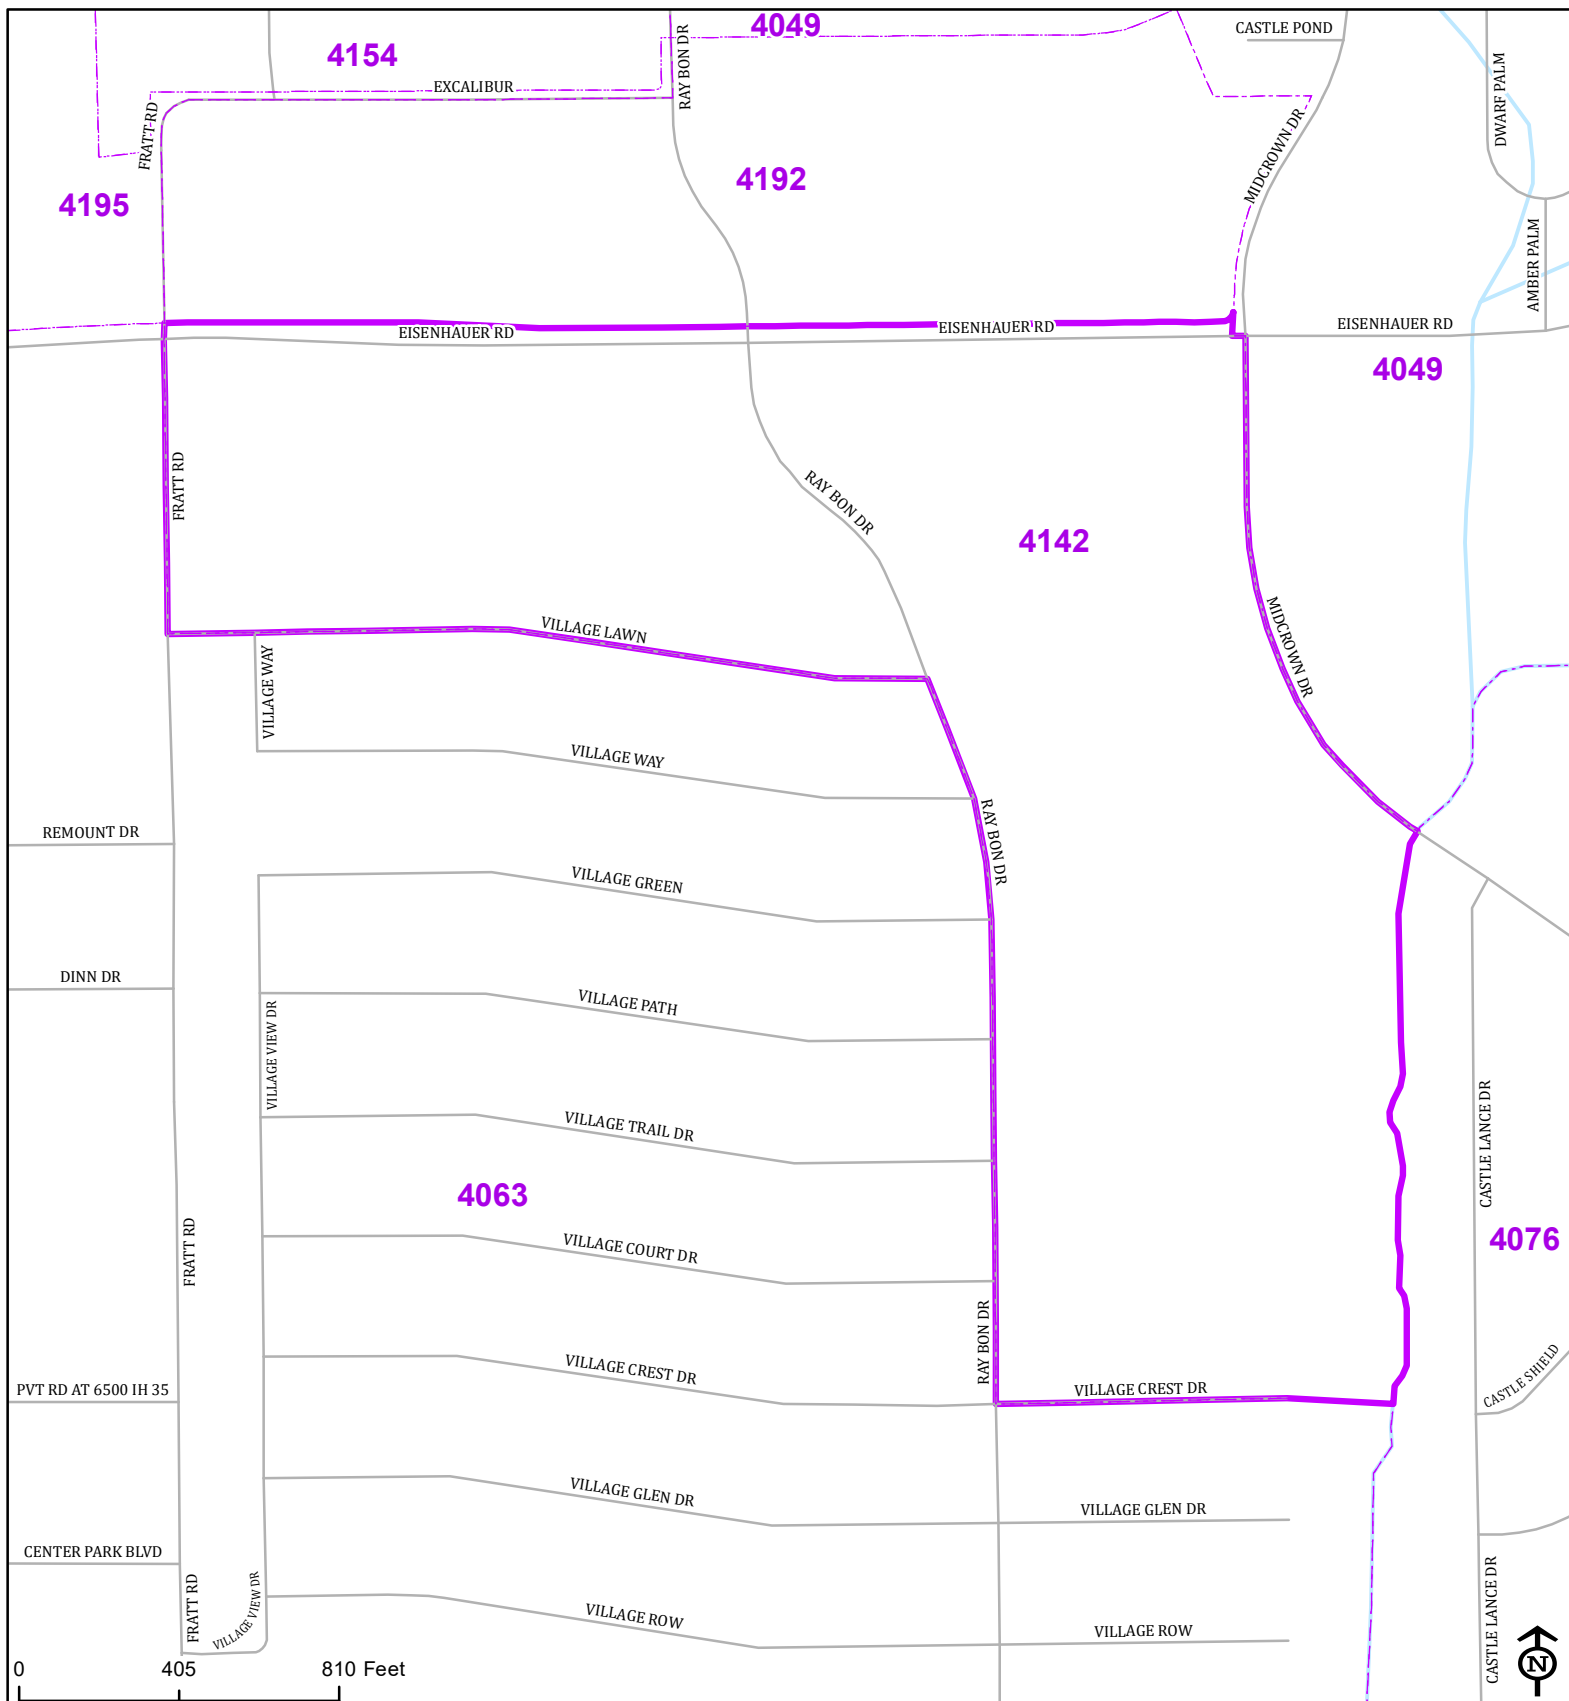 4049
CASTLE POND
4154
RAY BON DR
EXCALIBUR
DWARF PALM
FRATT RD
MIDCROWN DR
4192
4195
AMBER PALM
EISENHAUER RD
EISENHAUER RD
EISENHAUER RD
4049
FRATT RD
RAY BON DR
4142
VILLAGE LAWN
MIDCROWN DR
VILLAGE WAY
VILLAGE WAY
REMOUNT DR
RAY BON DR
VILLAGE GREEN
DINN DR
VILLAGE PATH
VILLAGE VIEW DR
VILLAGE TRAIL DR
CASTLE LANCE DR
4063
4076
FRATT RD
VILLAGE COURT DR
RAY BON DR
VILLAGE CREST DR
PVT RD AT 6500 IH 35
VILLAGE CREST DR
CASTLE SHIELD
VILLAGE GLEN DR
VILLAGE GLEN DR
CENTER PARK BLVD
FRATT RD
VILLAGE VIEW DR
VILLAGE ROW
VILLAGE ROW
CASTLE LANCE DR
0 405 810 Feet
N